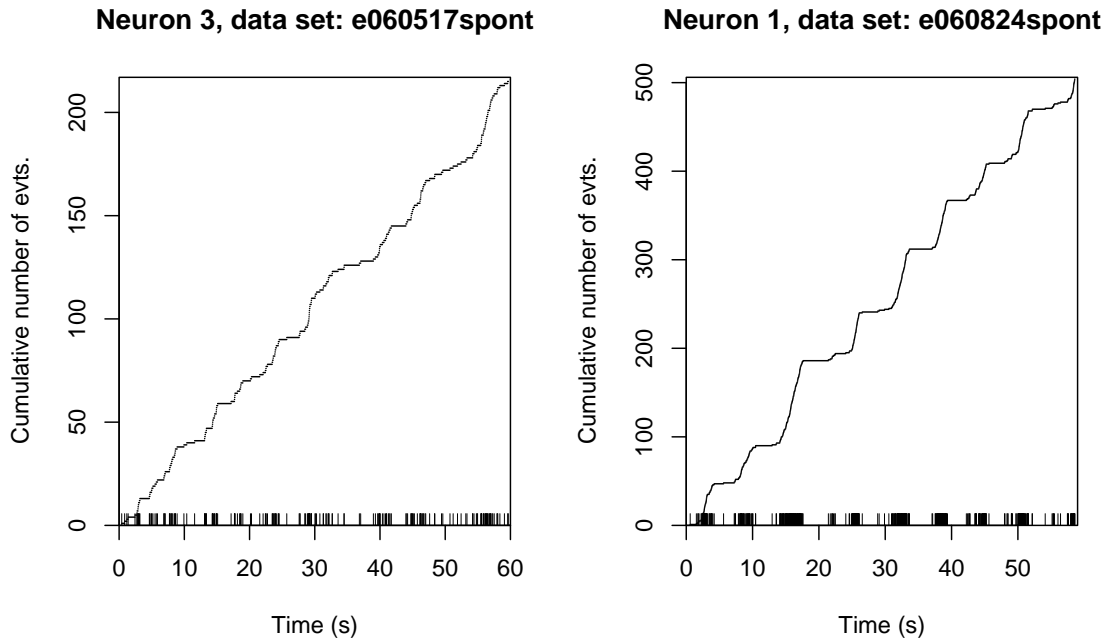 Neuron 3, data set: e060517spont
Cumulative number of evts.
200
150
100
50
0
0 10 20 30 40 50 60
Time (s)
Neuron 1, data set: e060824spont
Cumulative number of evts.
500
400
300
200
100
0
0 10 20 30 40 50
Time (s)